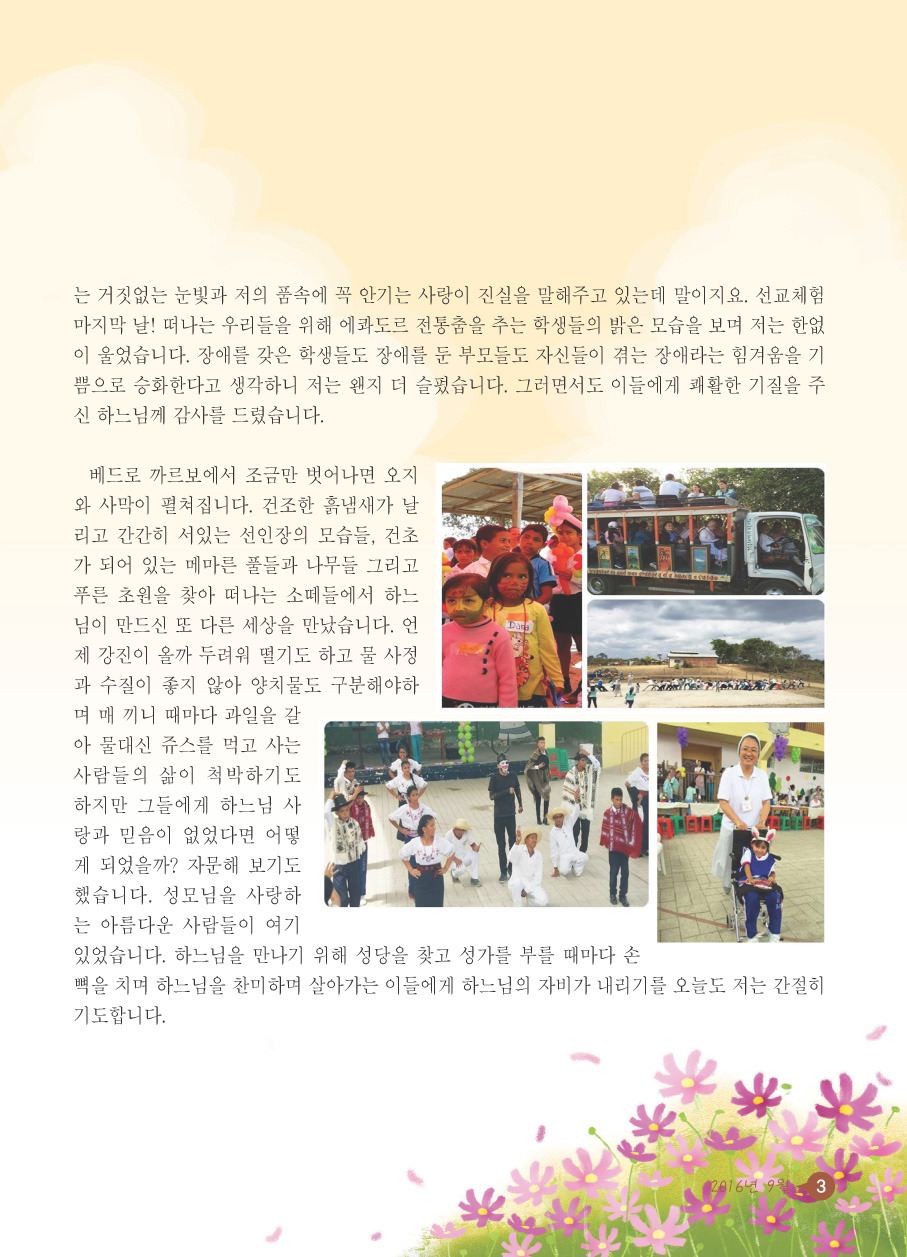 는 거짓없는 눈빛과 저의 품속에 꼭 안기는 사랑이 진실을 말해주고 있는데 말이지요. 선교체험
마지막 날! 떠나는 우리들을 위해 에콰도르 전통춤을 추는 학생들의 밝은 모습을 보며 저는 한없
이 울었습니다. 장애를 갖은 학생들도 장애를 둔 부모들도 자신들이 겪는 장애라는 힘겨움을 기
쁨으로 승화한다고 생각하니 저는 왠지 더 슬펐습니다. 그러면서도 이들에게 쾌활한 기질을 주
신 하느님께 감사를 드렸습니다.
베드로 까르보에서 조금만 벗어나면 오지
와 사막이 펼쳐집니다. 건조한 흙냄새가 날
리고 간간히 서있는 선인장의 모습들, 건초
가 되어 있는 메마른 풀들과 나무들 그리고
푸른 초원을 찾아 떠나는 소떼들에서 하느
님이 만드신 또 다른 세상을 만났습니다. 언
제 강진이 올까 두려워 떨기도 하고 물 사정
과 수질이 좋지 않아 양치물도 구분해야하
며 매 끼니 때마다 과일을 갈
아 물대신 쥬스를 먹고 사는
사람들의 삶이 척박하기도
하지만 그들에게 하느님 사
랑과 믿음이 없었다면 어떻
게 되었을까? 자문해 보기도
했습니다. 성모님을 사랑하
는 아름다운 사람들이 여기
있었습니다. 하느님을 만나기 위해 성당을 찾고 성가를 부를 때마다 손
뼉을 치며 하느님을 찬미하며 살아가는 이들에게 하느님의 자비가 내리기를 오늘도 저는 간절히
기도합니다.
2016년 9월 3